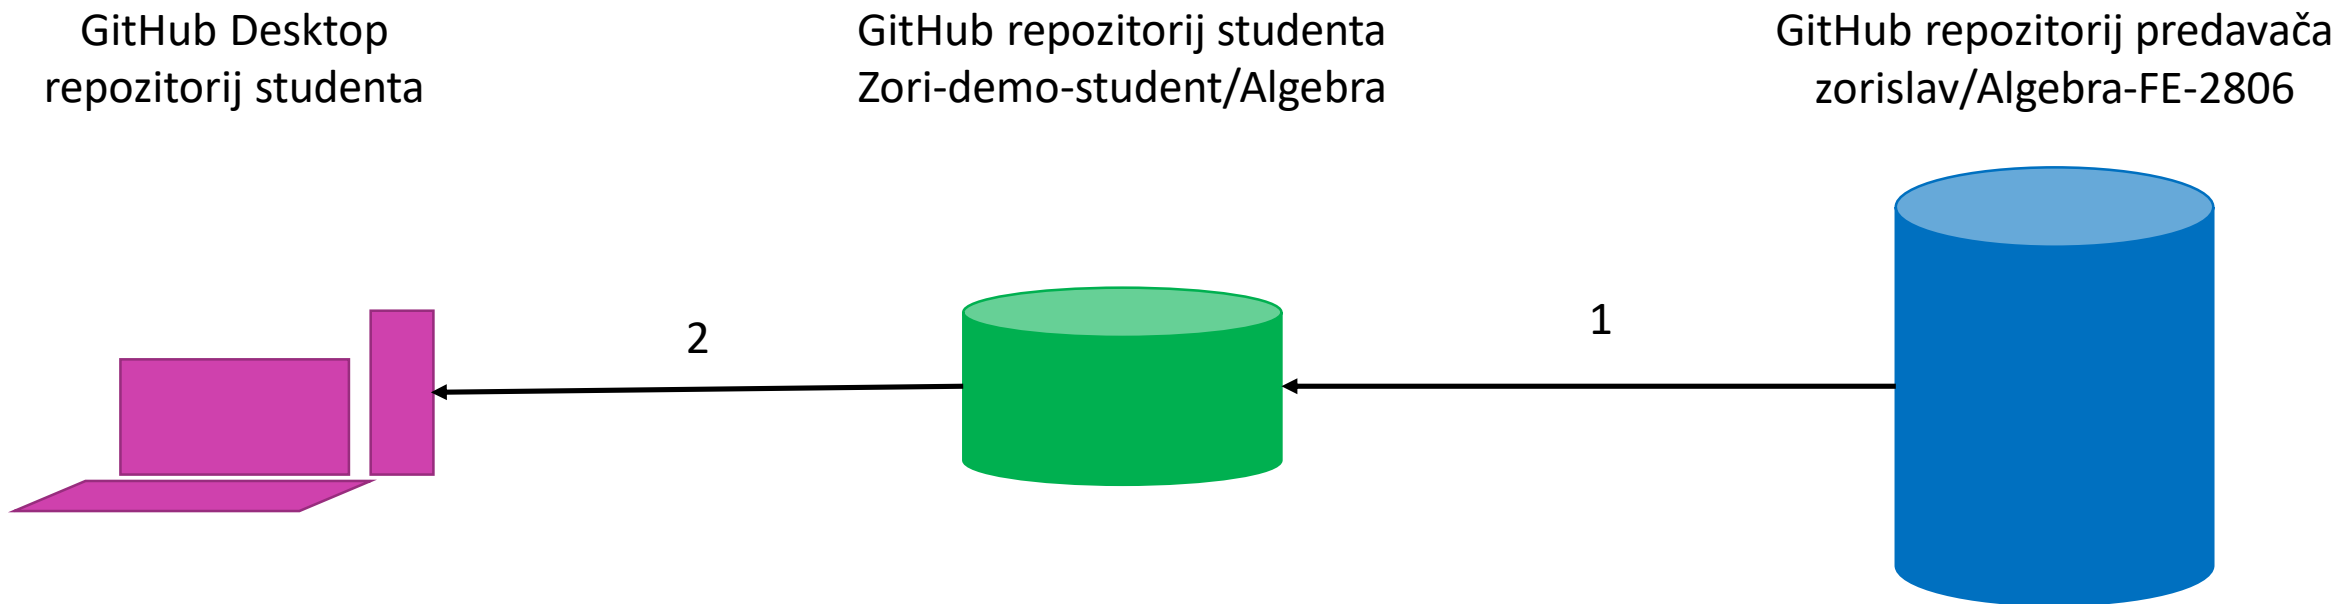 GitHub Desktop
repozitorij studenta
GitHub repozitorij studenta
Zori-demo-student/Algebra
GitHub repozitorij predavača
zorislav/Algebra-FE-2806
2
1